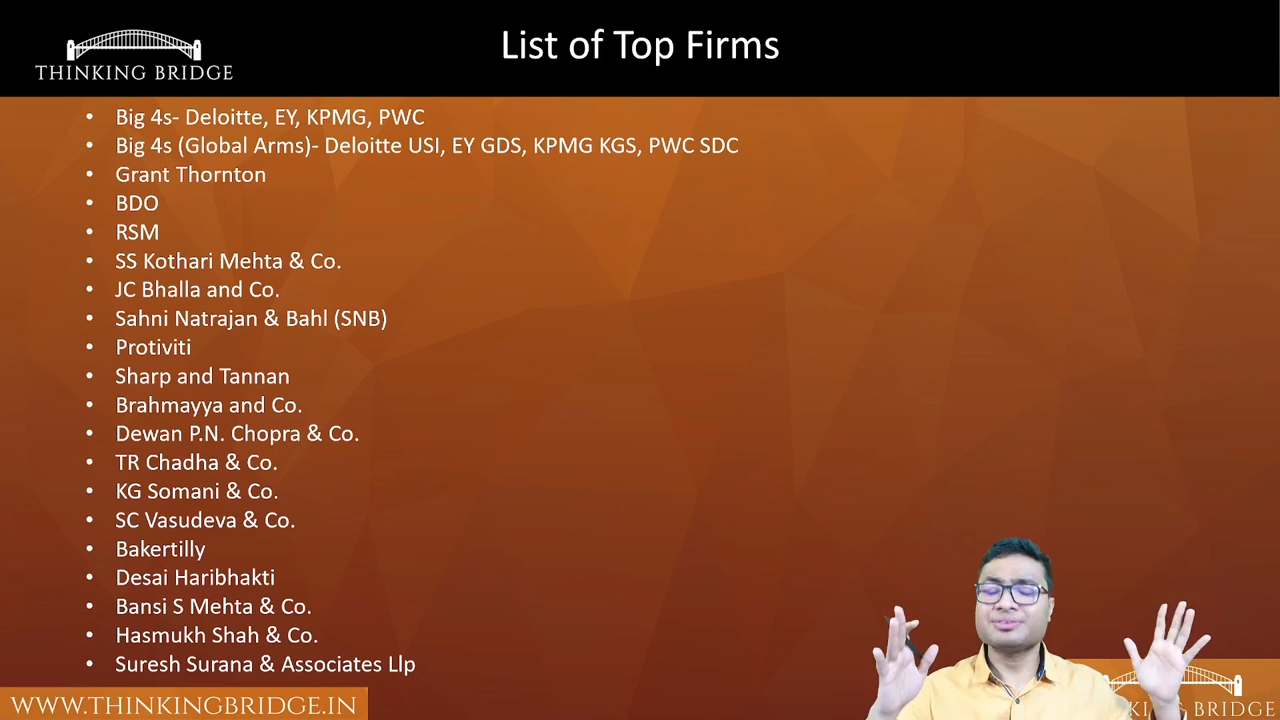 THINKING BRIDGE
List of Top Firms
• Big 4s- Deloitte, EY, KPMG, PWC
• Big 4s (Global Arms)- Deloitte USI, EY GDS, KPMG KGS, PWC SDC
• Grant Thornton
• BDO
• RSM
• SS Kothari Mehta & Co.
• JC Bhalla and Co.
• Sahni Natrajan & Bahl (SNB)
• Protiviti
• Sharp and Tannan
• Brahmayya and Co.
• Dewan P.N. Chopra & Co.
• TR Chadha & Co.
• KG Somani & Co.
• SC Vasudeva & Co.
• Bakertilly
• Desai Haribhakti
• Bansi S Mehta & Co.
• Hasmukh Shah & Co.
• Suresh Surana & Associates Llp
WWW.THINKINGBRIDGE.IN
BRIDGE